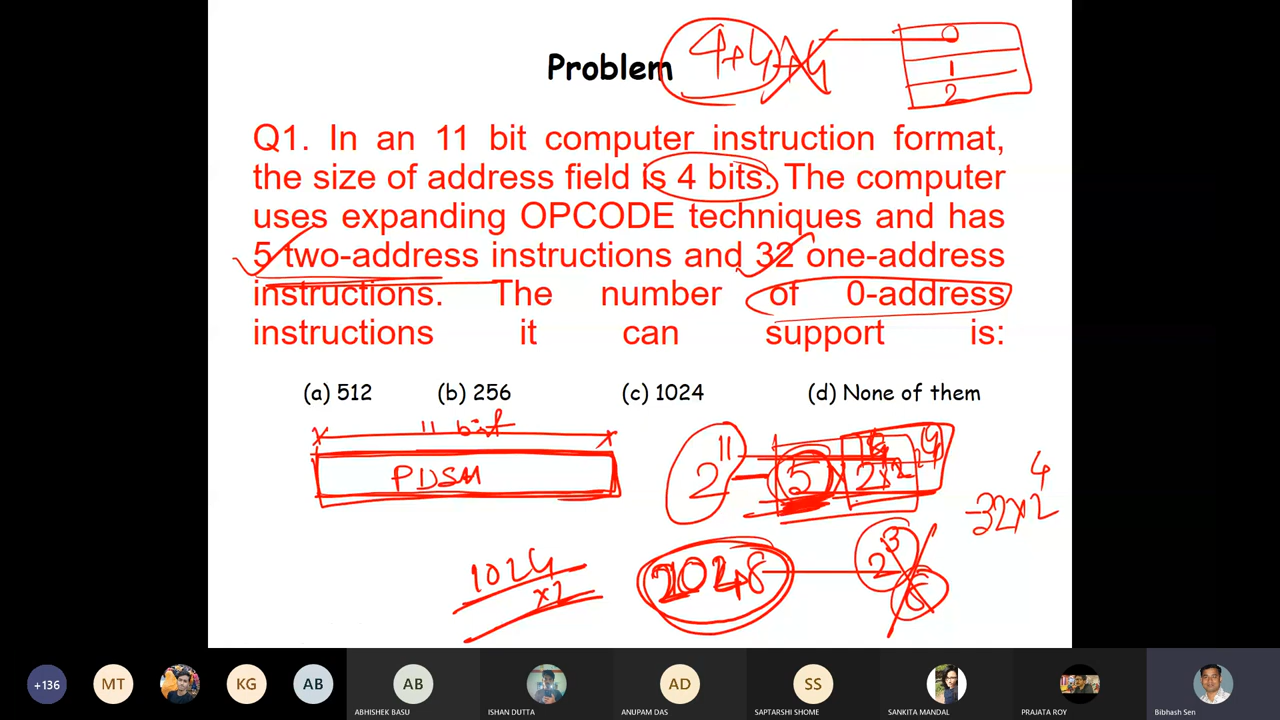 Problem 4+4+4
0
1
2
Q1. In an 11 bit computer instruction format,
the size of address field is 4 bits. The computer
uses expanding OPCODE techniques and has
5 two-address instructions and 32 one-address
instructions. The number of 0-address
instructions it can support is:
(a) 512 (b) 256 (c) 1024 (d) None of them
11 bit
2^11 - 5 × 2^4 × 2^4 - 32×2^4
1024
×2
2048
2^3
8
+136 MT KG AB AB AD SS
ABHISHEK BASU ISHAN DUTTA ANUPAM DAS SAPTARSHI SHOME SANKITA MANDAL PRAJATA ROY Bibhash Sen